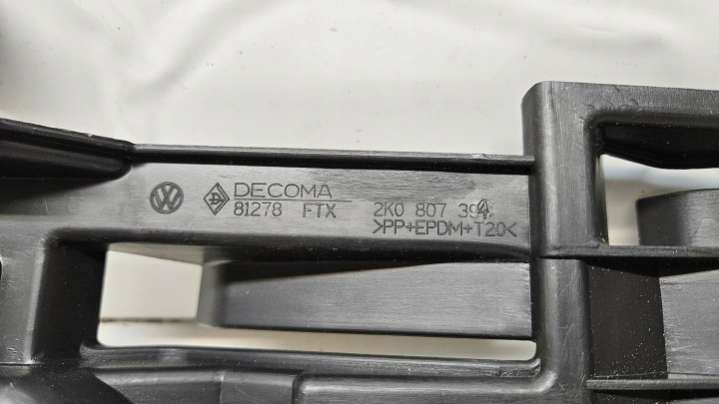 DECOMA
81278 FTX 2K0 807 394
>PP+EPDM+T20<